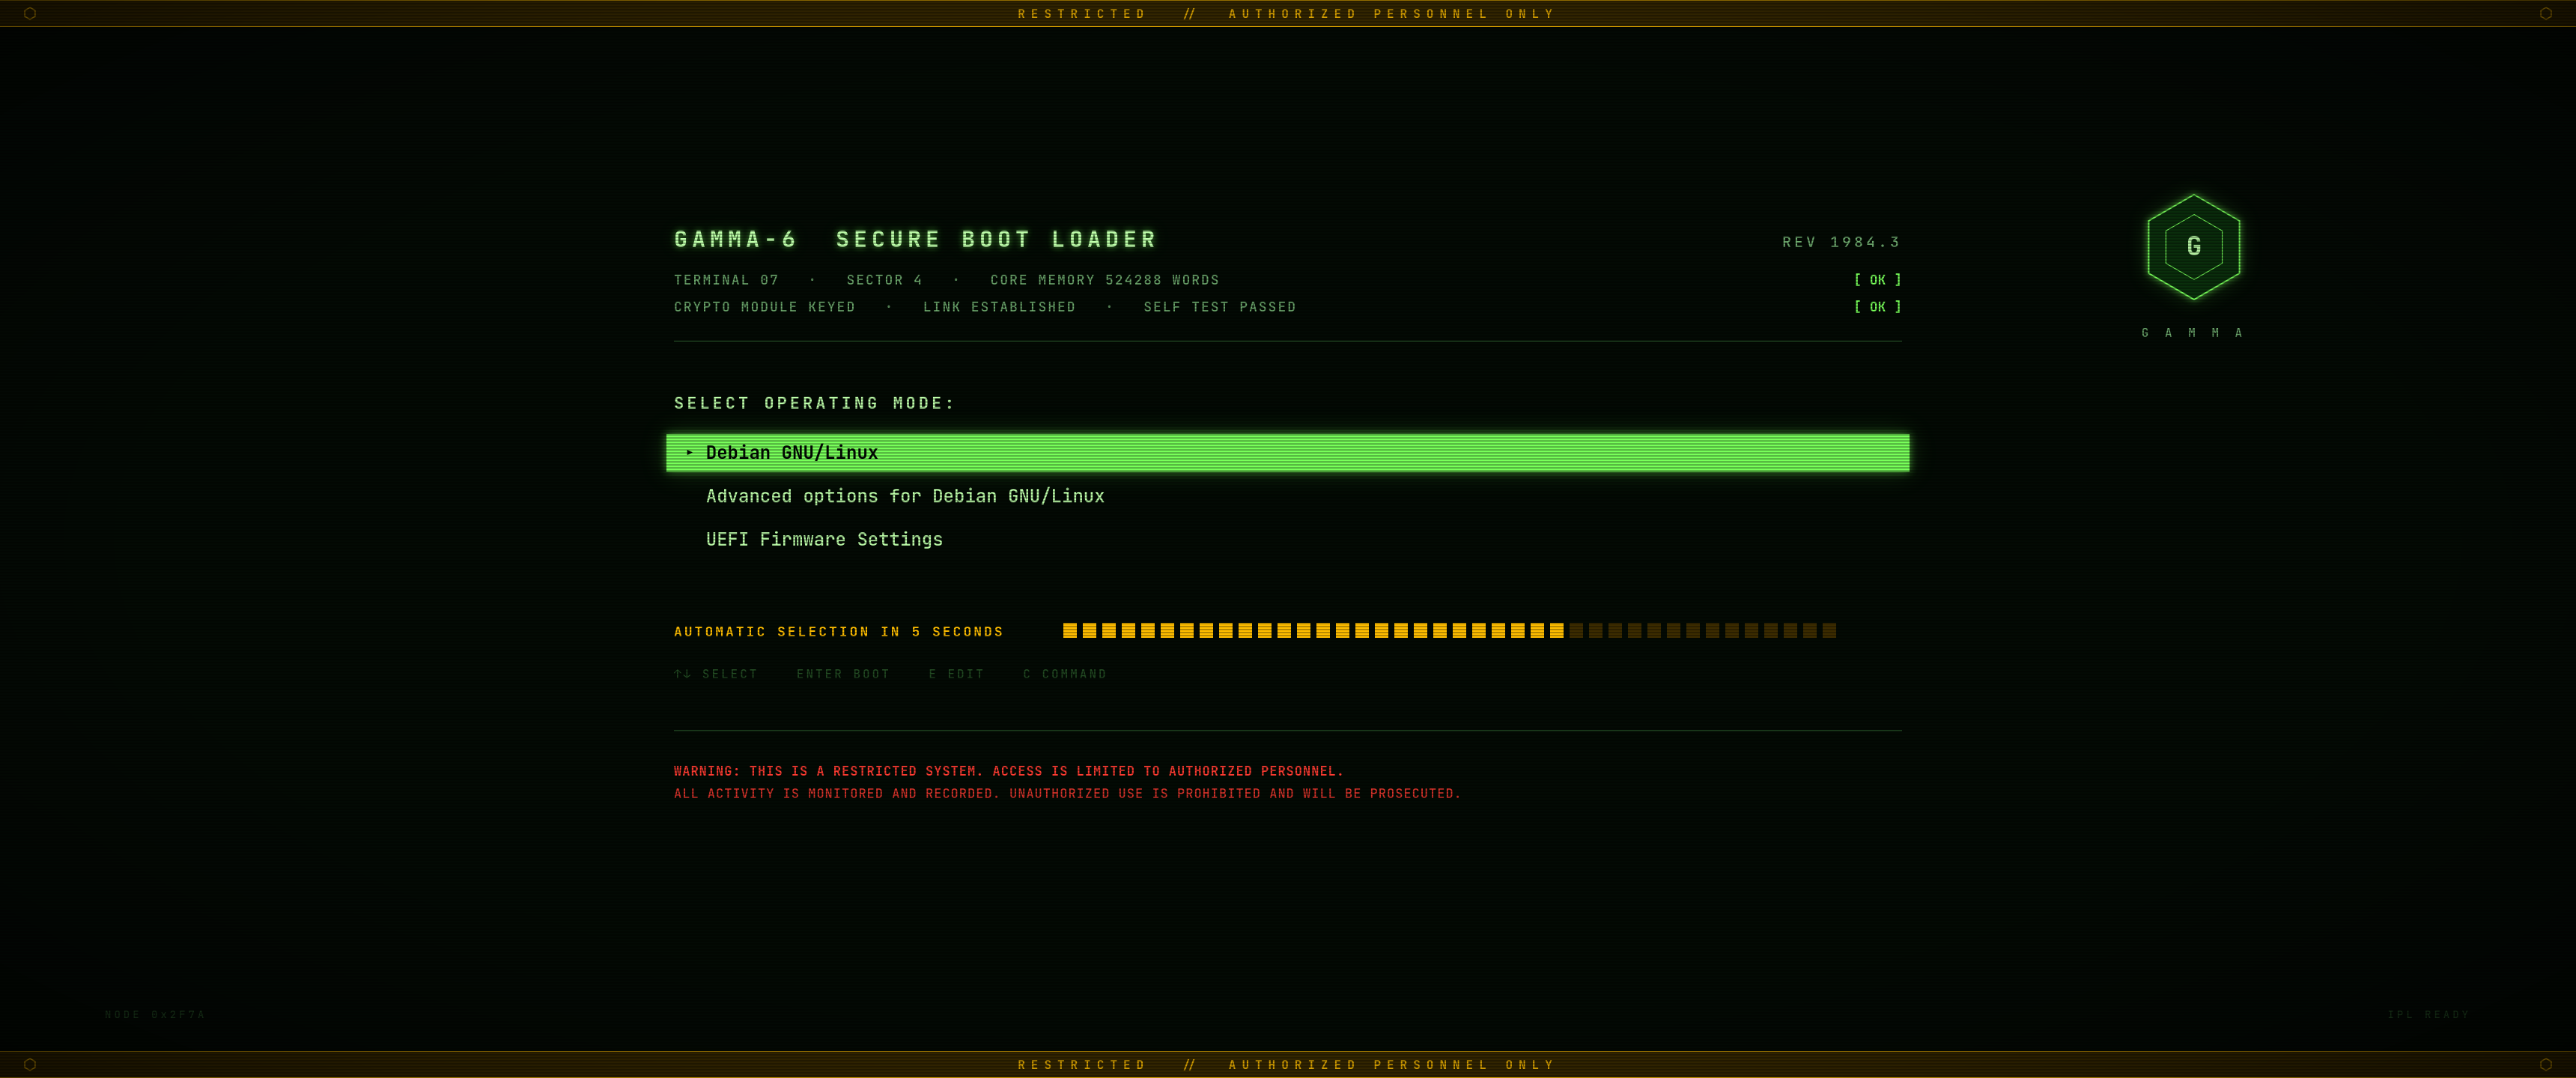 RESTRICTED // AUTHORIZED PERSONNEL ONLY
GAMMA-6 SECURE BOOT LOADER
REV 1984.3
TERMINAL 07 · SECTOR 4 · CORE MEMORY 524288 WORDS [ OK ]
CRYPTO MODULE KEYED · LINK ESTABLISHED · SELF TEST PASSED [ OK ]
G
GAMMA
SELECT OPERATING MODE:
▸ Debian GNU/Linux
Advanced options for Debian GNU/Linux
UEFI Firmware Settings
AUTOMATIC SELECTION IN 5 SECONDS
↑↓ SELECT ENTER BOOT E EDIT C COMMAND
WARNING: THIS IS A RESTRICTED SYSTEM. ACCESS IS LIMITED TO AUTHORIZED PERSONNEL.
ALL ACTIVITY IS MONITORED AND RECORDED. UNAUTHORIZED USE IS PROHIBITED AND WILL BE PROSECUTED.
NODE 0x2F7A
IPL READY
RESTRICTED // AUTHORIZED PERSONNEL ONLY